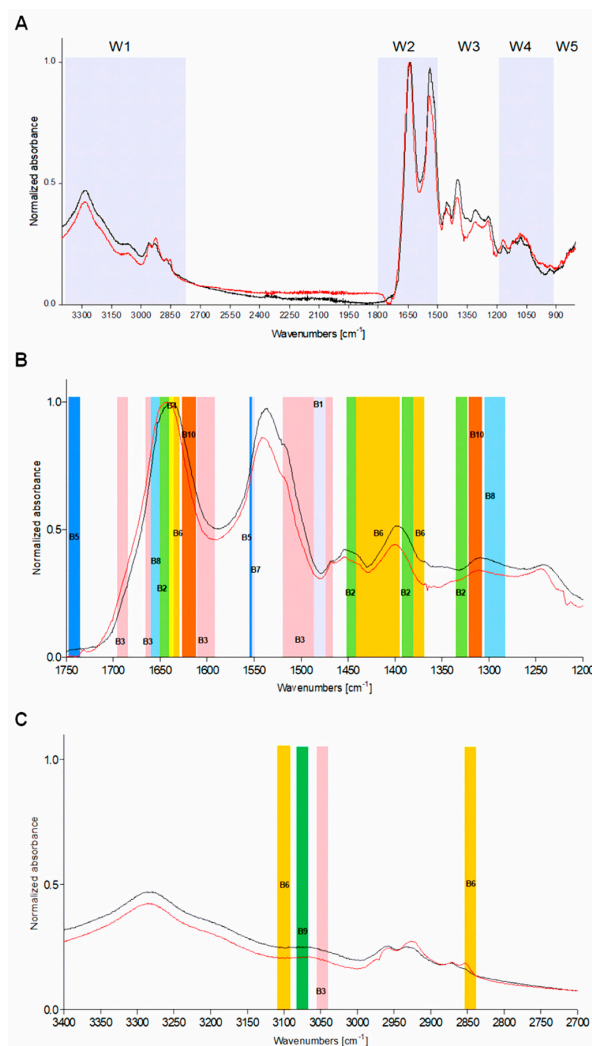 A
W1 W2 W3 W4 W5
1.0
0.5
0.0
Normalized absorbance
3300 3000 2700 2400 2100 1800 1650 1500 1350 1200 1050 900
Wavenumbers [cm⁻¹]
B
1.0
0.5
0.0
Normalized absorbance
B4 B1
B10 B10
B5 B8 B6 B5 B6 B6 B8
B2 B7 B2 B2 B2
B3 B3 B3 B3
1750 1700 1650 1600 1550 1500 1450 1400 1350 1300 1250 1200
Wavenumbers [cm⁻¹]
C
1.0
0.5
0.0
Normalized absorbance
B6 B6
B9
B3
3400 3350 3300 3250 3200 3150 3100 3050 3000 2950 2900 2850 2800 2750 2700
Wavenumbers [cm⁻¹]